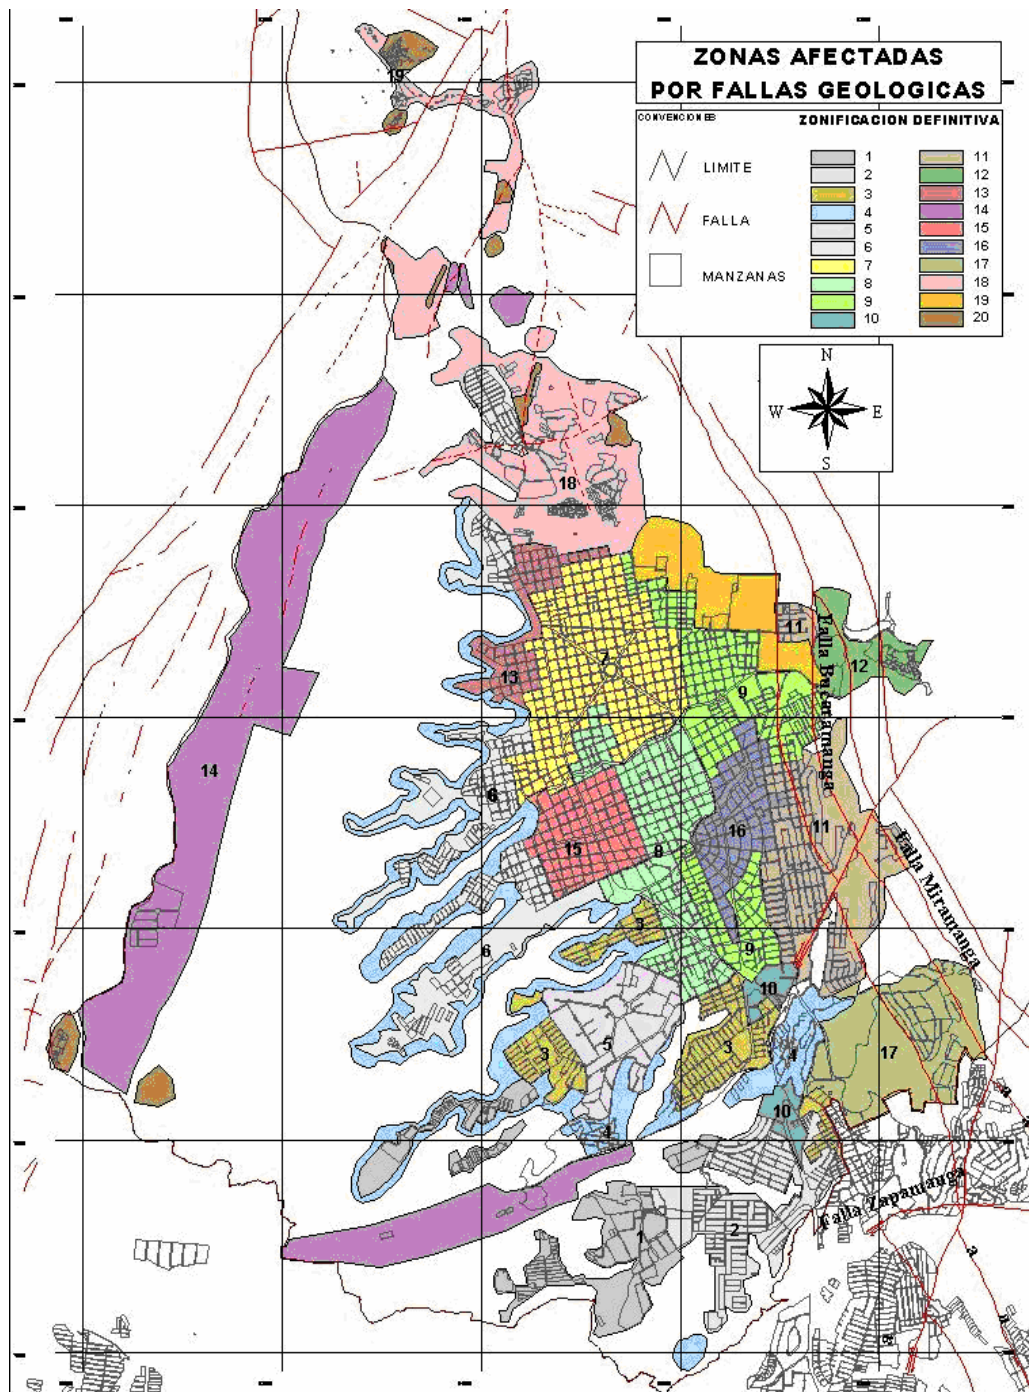 ZONAS AFECTADAS
POR FALLAS GEOLOGICAS
CONVENCIONES
ZONIFICACION DEFINITIVA
LIMITE
FALLA
MANZANAS
1
2
3
4
5
6
7
8
9
10
11
12
13
14
15
16
17
18
19
20
N
W E
S
19
18
7
13
9
11
12
Falla Bucaramanga
14
6
15
8
16
11
Falla Miramanga
3
6
9
10
5
3
3
4
17
10
4
Falla Zapamanga
1
2
a
a
a
a